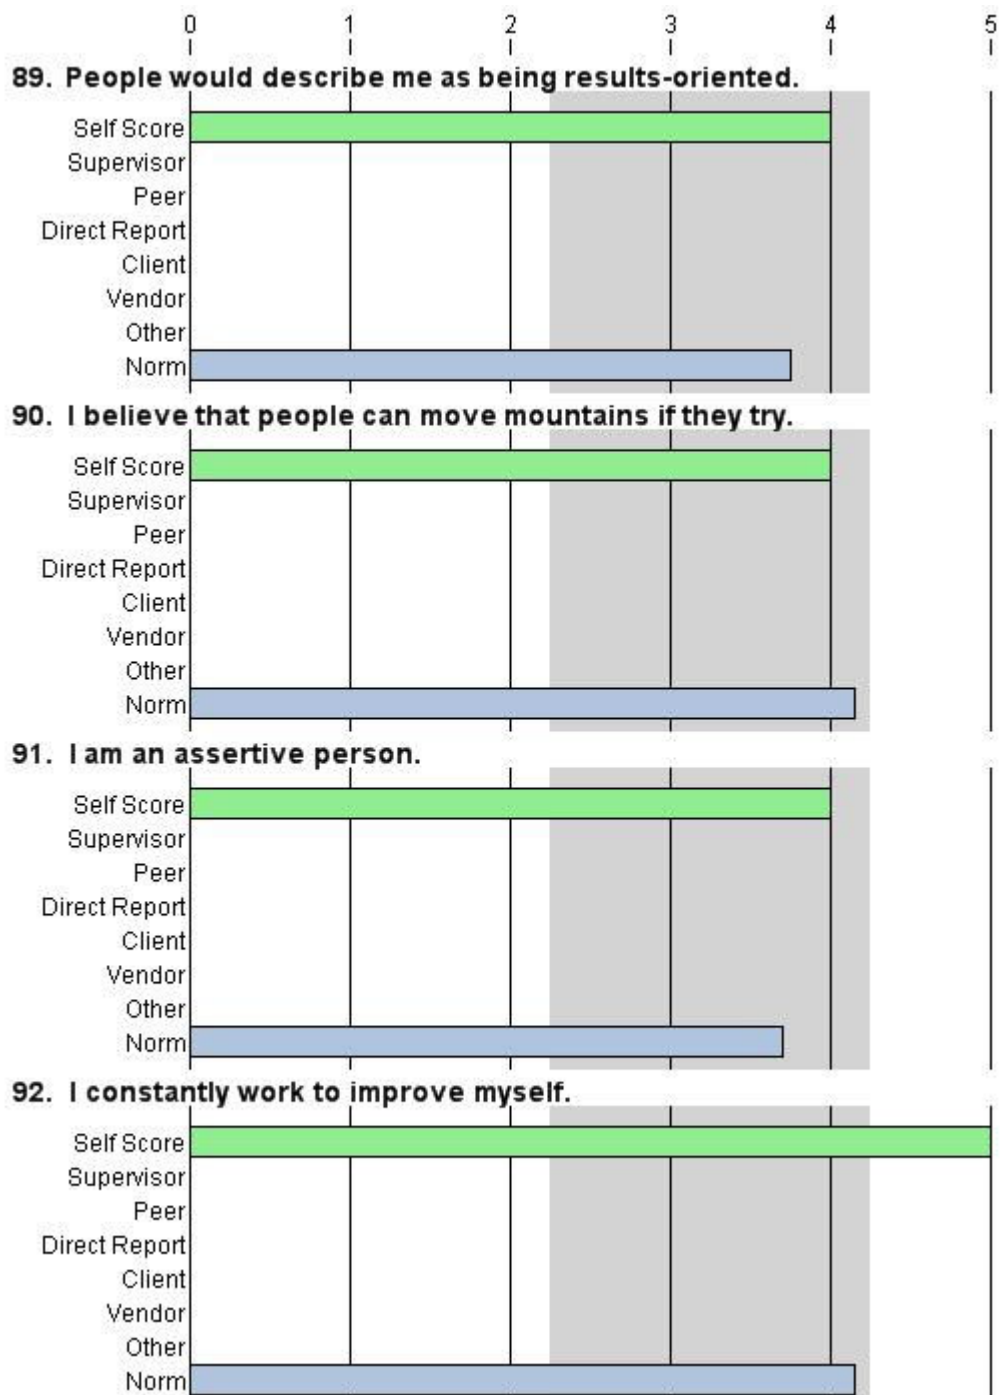 0 1 2 3 4 5
89. People would describe me as being results-oriented.
Self Score
Supervisor
Peer
Direct Report
Client
Vendor
Other
Norm
90. I believe that people can move mountains if they try.
Self Score
Supervisor
Peer
Direct Report
Client
Vendor
Other
Norm
91. I am an assertive person.
Self Score
Supervisor
Peer
Direct Report
Client
Vendor
Other
Norm
92. I constantly work to improve myself.
Self Score
Supervisor
Peer
Direct Report
Client
Vendor
Other
Norm